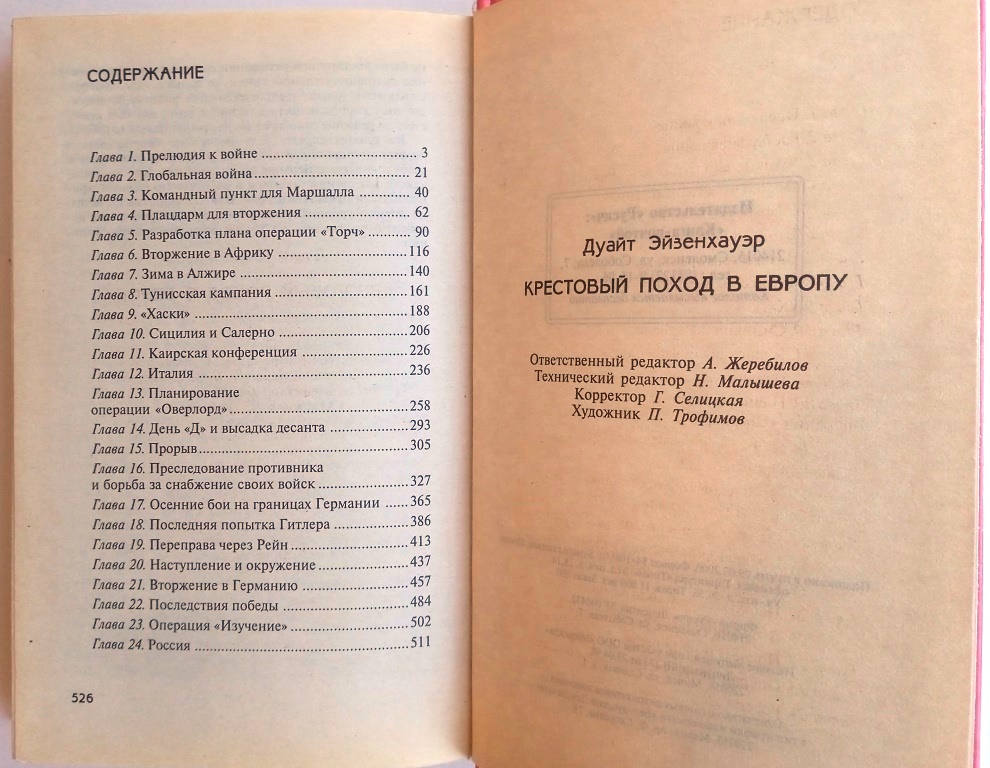 СОДЕРЖАНИЕ
Глава 1. Прелюдия к войне ........ 3
Глава 2. Глобальная война ........ 21
Глава 3. Командный пункт для Маршалла ........ 40
Глава 4. Плацдарм для вторжения ........ 62
Глава 5. Разработка плана операции «Торч» ........ 90
Глава 6. Вторжение в Африку ........ 116
Глава 7. Зима в Алжире ........ 140
Глава 8. Тунисская кампания ........ 161
Глава 9. «Хаски» ........ 188
Глава 10. Сицилия и Салерно ........ 206
Глава 11. Каирская конференция ........ 226
Глава 12. Италия ........ 236
Глава 13. Планирование
операции «Оверлорд» ........ 258
Глава 14. День «Д» и высадка десанта ........ 293
Глава 15. Прорыв ........ 305
Глава 16. Преследование противника
и борьба за снабжение своих войск ........ 327
Глава 17. Осенние бои на границах Германии ...... 365
Глава 18. Последняя попытка Гитлера ........ 386
Глава 19. Переправа через Рейн ........ 413
Глава 20. Наступление и окружение ........ 437
Глава 21. Вторжение в Германию ........ 457
Глава 22. Последствия победы ........ 484
Глава 23. Операция «Изучение» ........ 502
Глава 24. Россия ........ 511
526
Дуайт Эйзенхауэр
КРЕСТОВЫЙ ПОХОД В ЕВРОПУ
Ответственный редактор А. Жеребилов
Технический редактор Н. Малышева
Корректор Г. Селицкая
Художник П. Трофимов